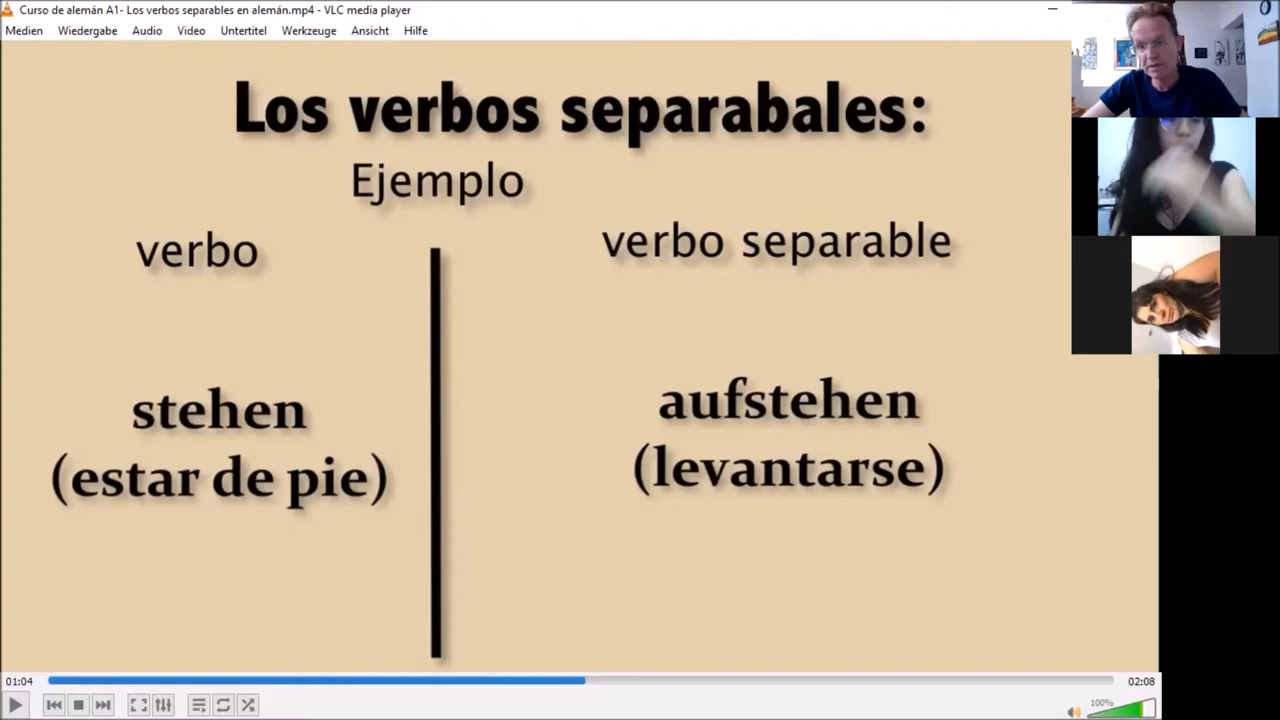 Curso de alemán A1- Los verbos separables en alemán.mp4 - VLC media player
Medien Wiedergabe Audio Video Untertitel Werkzeuge Ansicht Hilfe
Los verbos separabales:
Ejemplo
verbo
verbo separable
stehen
(estar de pie)
aufstehen
(levantarse)
01:04
02:08
100%